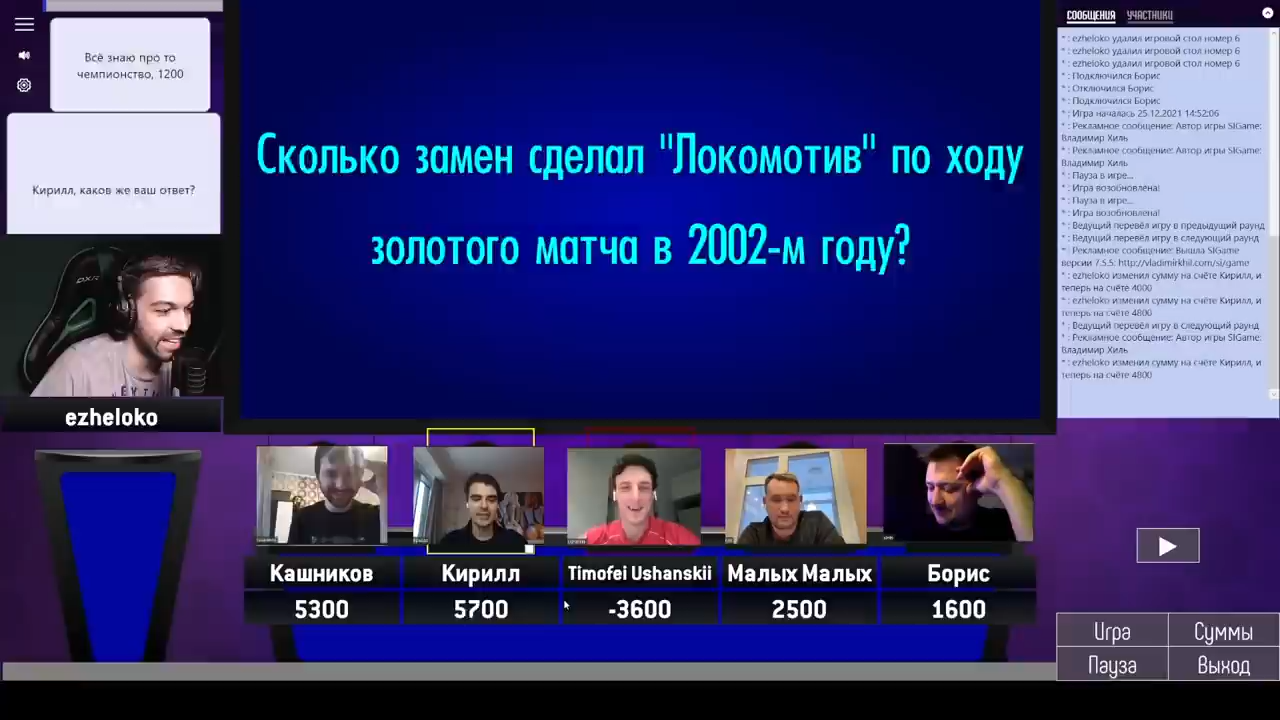 Всё знаю про то
чемпионство, 1200
Кирилл, каков же ваш ответ?
ezheloko
Сколько замен сделал "Локомотив" по ходу
золотого матча в 2002-м году?
СООБЩЕНИЯ УЧАСТНИКИ
* : ezheloko удалил игровой стол номер 6
* : ezheloko удалил игровой стол номер 6
* : ezheloko удалил игровой стол номер 6
* : Подключился Борис
* : Отключился Борис
* : Подключился Борис
* : Игра началась 25.12.2021 14:52:06
* : Рекламное сообщение: Автор игры SIGame:
Владимир Хиль
* : Рекламное сообщение: Автор игры SIGame:
Владимир Хиль
* : Пауза в игре...
* : Игра возобновлена!
* : Пауза в игре...
* : Игра возобновлена!
* : Ведущий перевёл игру в предыдущий раунд
* : Ведущий перевёл игру в следующий раунд
* : Рекламное сообщение: Вышла SIGame
версии 7.5.5: http://vladimirkhil.com/si/game
* : ezheloko изменил сумму на счёте Кирилл, и
теперь на счёте 4000
* : ezheloko изменил сумму на счёте Кирилл, и
теперь на счёте 4800
* : Ведущий перевёл игру в следующий раунд
* : Рекламное сообщение: Автор игры SIGame:
Владимир Хиль
* : ezheloko изменил сумму на счёте Кирилл, и
теперь на счёте 4800
Кашников Кирилл Timofei Ushanskii Малых Малых Борис
5300 5700 -3600 2500 1600
Игра Суммы
Пауза Выход